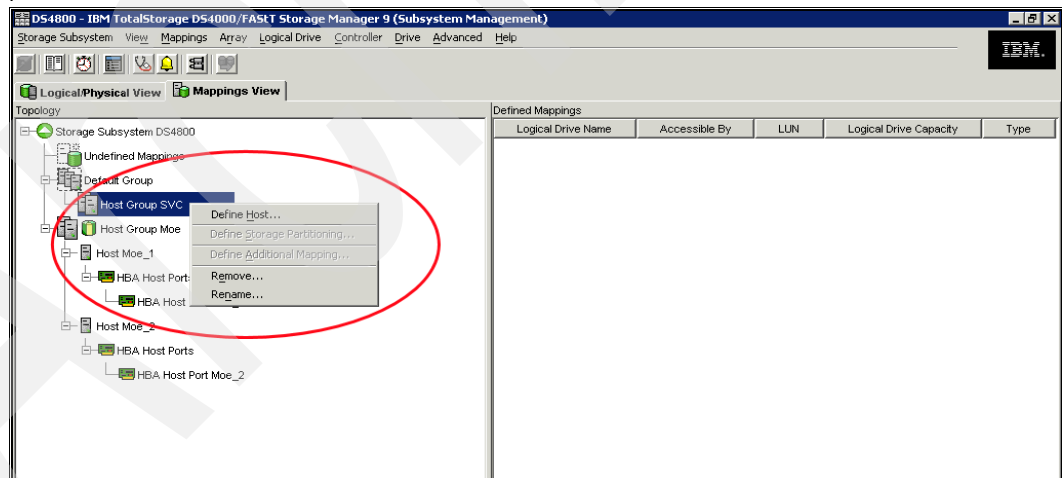 DS4800 - IBM TotalStorage DS4000/FAStT Storage Manager 9 (Subsystem Management)
Storage Subsystem View Mappings Array Logical Drive Controller Drive Advanced Help
IBM.
Logical/Physical View Mappings View
Topology
Defined Mappings
Logical Drive Name Accessible By LUN Logical Drive Capacity Type
Storage Subsystem DS4800
Undefined Mappings
Default Group
Host Group SVC
Define Host...
Host Group Moe
Define Storage Partitioning...
Host Moe_1
Define Additional Mapping...
HBA Host Port
Remove...
HBA Host
Rename...
Host Moe_2
HBA Host Ports
HBA Host Port Moe_2